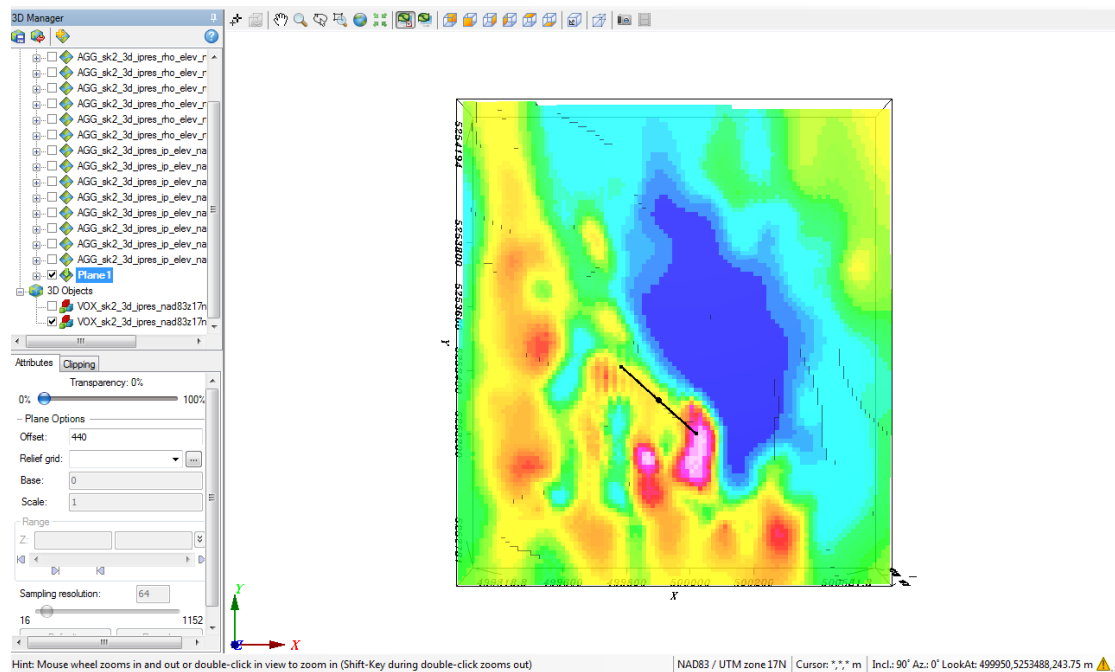 3D Manager
AGG_sk2_3d_ipres_rho_elev_r
AGG_sk2_3d_ipres_rho_elev_r
AGG_sk2_3d_ipres_rho_elev_r
AGG_sk2_3d_ipres_rho_elev_r
AGG_sk2_3d_ipres_rho_elev_r
AGG_sk2_3d_ipres_rho_elev_r
AGG_sk2_3d_ipres_ip_elev_na
AGG_sk2_3d_ipres_ip_elev_na
AGG_sk2_3d_ipres_ip_elev_na
AGG_sk2_3d_ipres_ip_elev_na
AGG_sk2_3d_ipres_ip_elev_na
AGG_sk2_3d_ipres_ip_elev_na
AGG_sk2_3d_ipres_ip_elev_na
AGG_sk2_3d_ipres_ip_elev_na
Plane1
3D Objects
VOX_sk2_3d_ipres_nad83z17n
VOX_sk2_3d_ipres_nad83z17n
Attributes
Clipping
Transparency: 0%
0%
100%
Plane Options
Offset:
440
Relief grid:
...
Base:
0
Scale:
1
Range
Z:
Sampling resolution:
64
16
1152
5254194
5253800
Y
500000
X
Y
X
Z
Hint: Mouse wheel zooms in and out or double-click in view to zoom in (Shift-Key during double-click zooms out)
NAD83 / UTM zone 17N
Cursor: *,*,* m
Incl.: 90° Az.: 0° LookAt: 499950,5253488,243.75 m